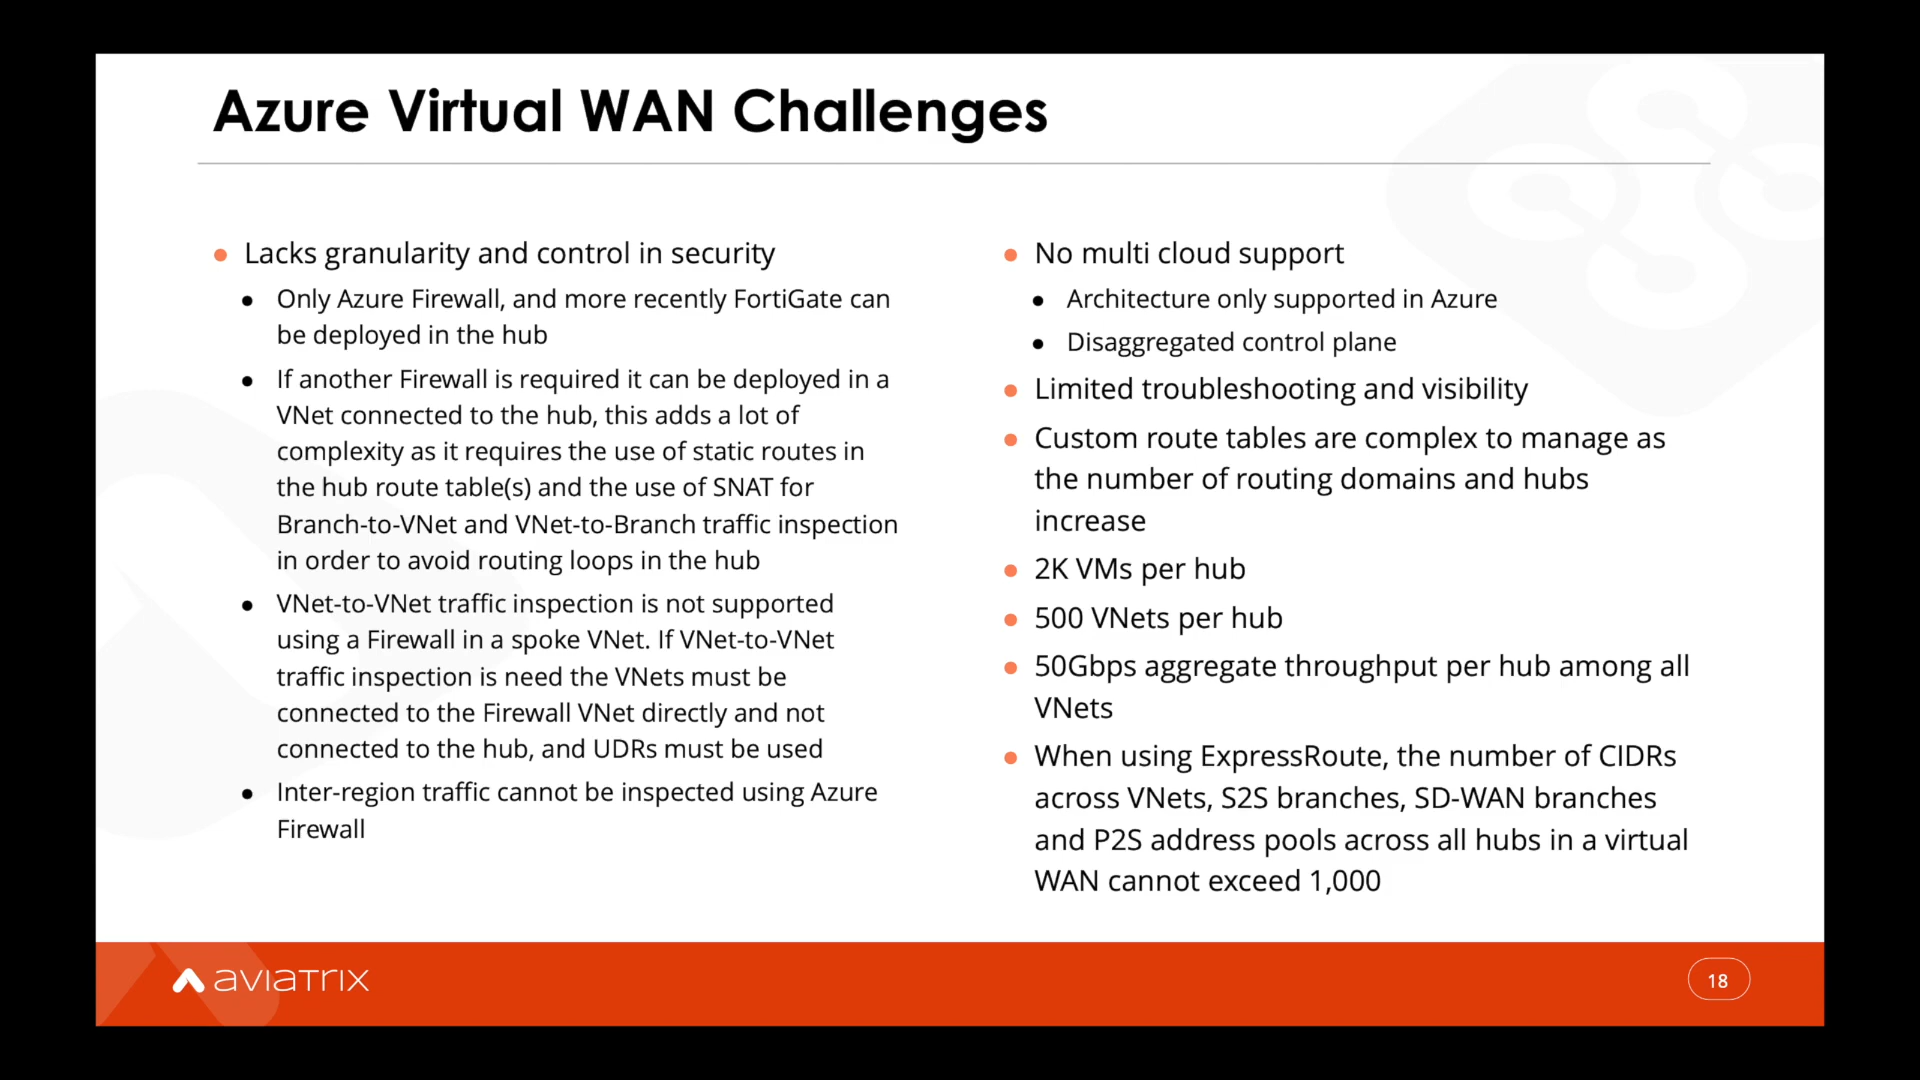 Azure Virtual WAN Challenges
Lacks granularity and control in security
Only Azure Firewall, and more recently FortiGate can
be deployed in the hub
If another Firewall is required it can be deployed in a
VNet connected to the hub, this adds a lot of
complexity as it requires the use of static routes in
the hub route table(s) and the use of SNAT for
Branch-to-VNet and VNet-to-Branch traffic inspection
in order to avoid routing loops in the hub
VNet-to-VNet traffic inspection is not supported
using a Firewall in a spoke VNet. If VNet-to-VNet
traffic inspection is need the VNets must be
connected to the Firewall VNet directly and not
connected to the hub, and UDRs must be used
Inter-region traffic cannot be inspected using Azure
Firewall
No multi cloud support
Architecture only supported in Azure
Disaggregated control plane
Limited troubleshooting and visibility
Custom route tables are complex to manage as
the number of routing domains and hubs
increase
2K VMs per hub
500 VNets per hub
50Gbps aggregate throughput per hub among all
VNets
When using ExpressRoute, the number of CIDRs
across VNets, S2S branches, SD-WAN branches
and P2S address pools across all hubs in a virtual
WAN cannot exceed 1,000
aviatrix
18